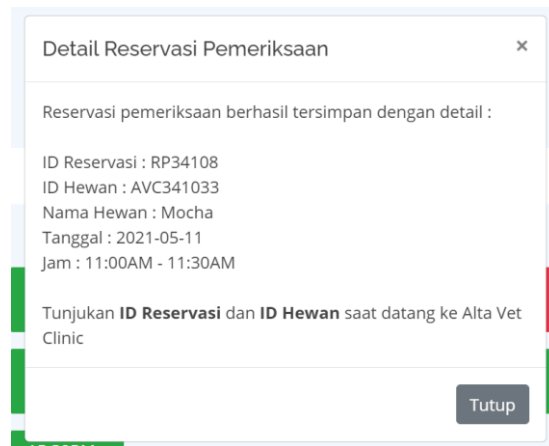 Detail Reservasi Pemeriksaan ×
Reservasi pemeriksaan berhasil tersimpan dengan detail :
ID Reservasi : RP34108
ID Hewan : AVC341033
Nama Hewan : Mocha
Tanggal : 2021-05-11
Jam : 11:00AM - 11:30AM
Tunjukan ID Reservasi dan ID Hewan saat datang ke Alta Vet
Clinic
Tutup